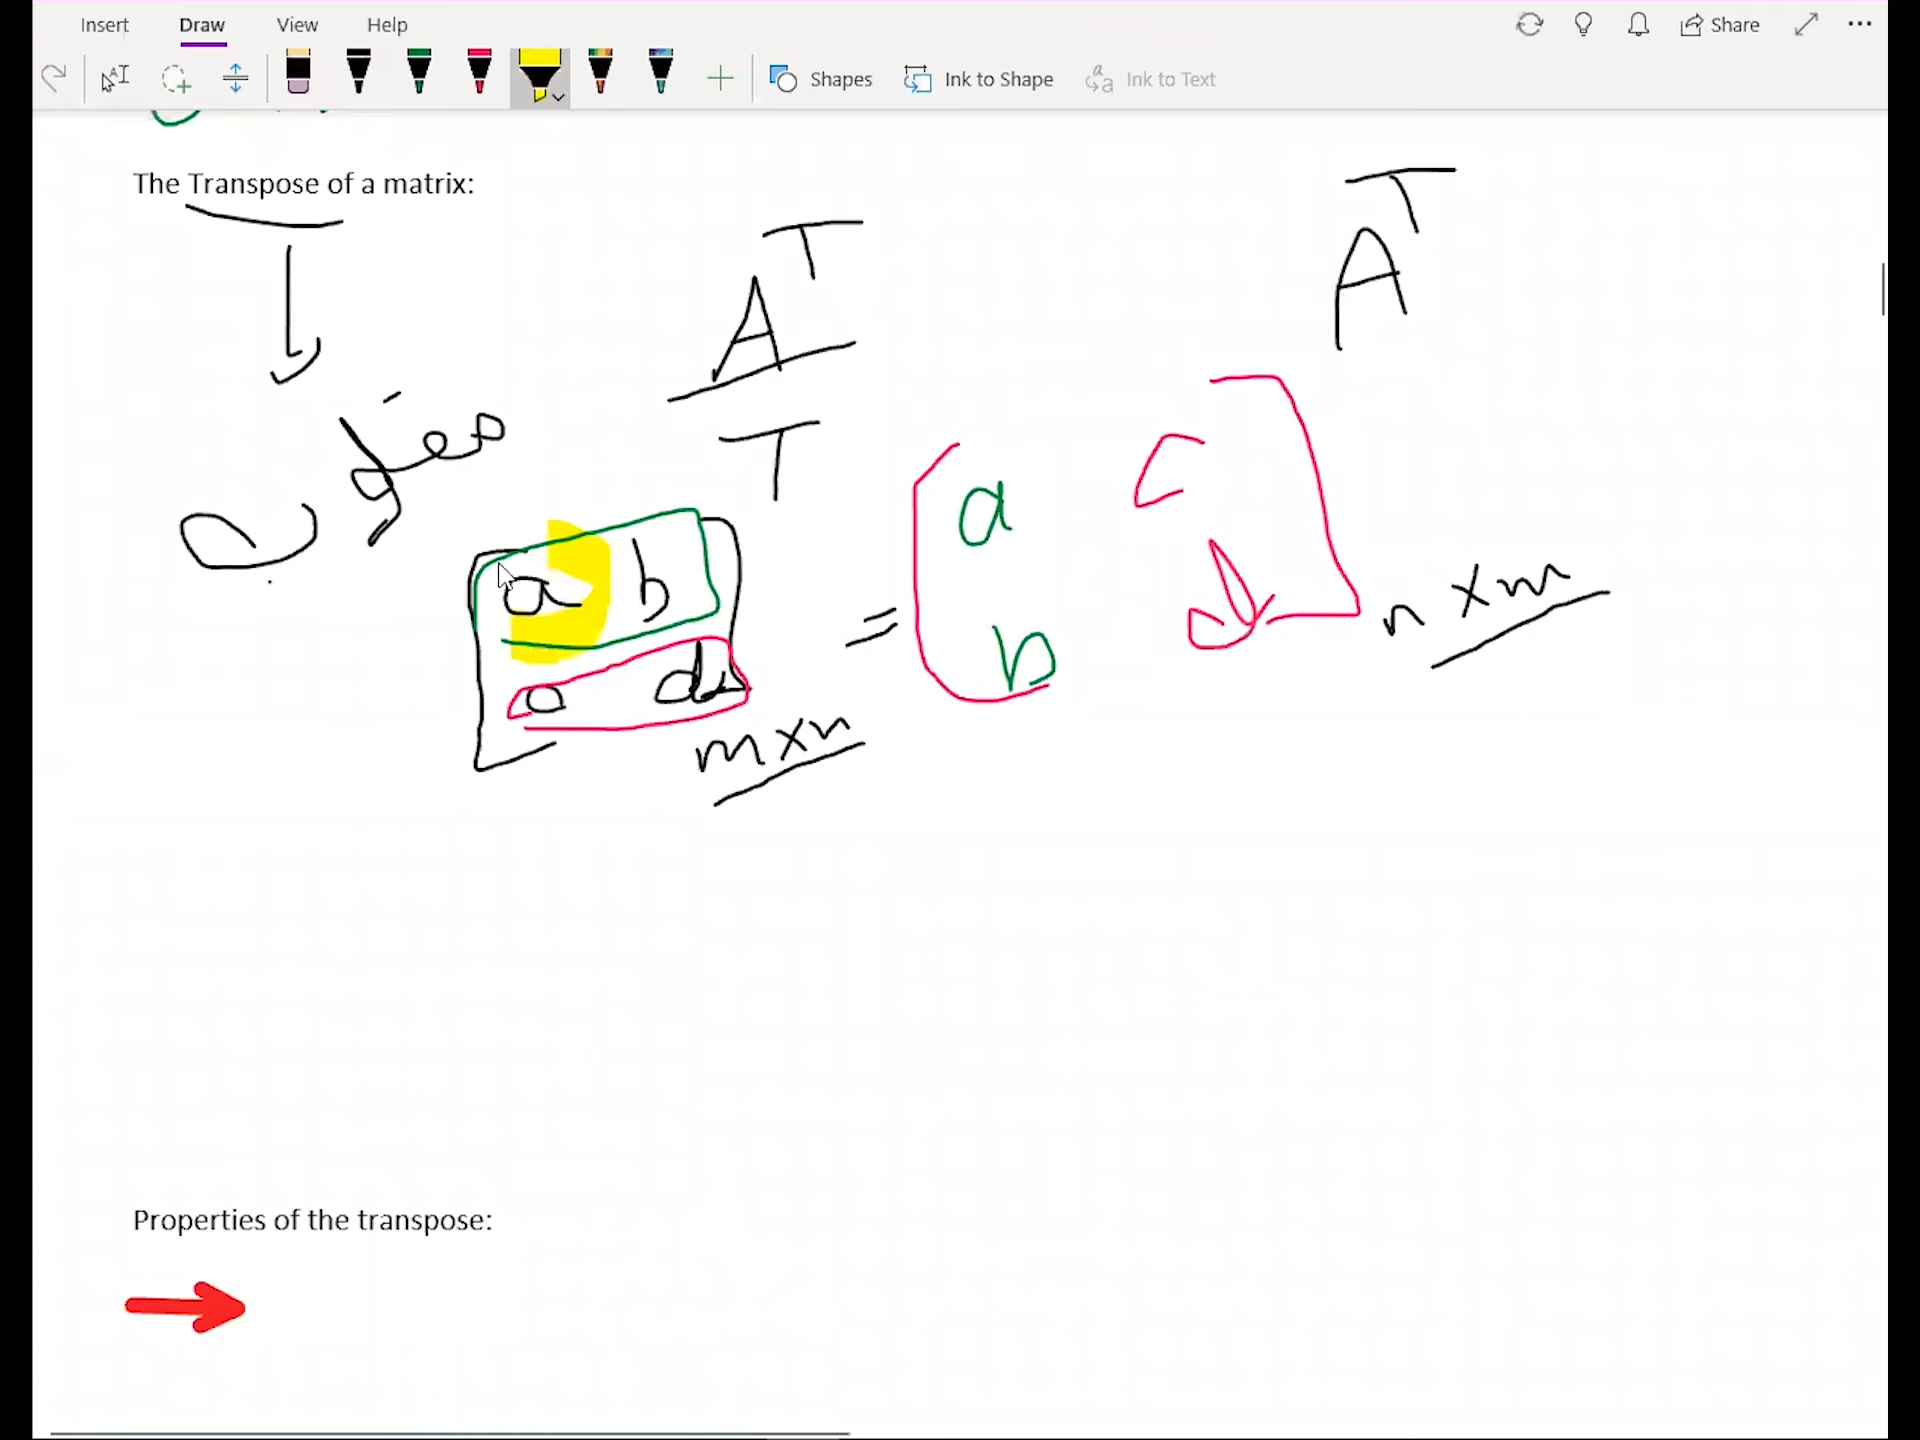 Insert Draw View Help Share
Shapes Ink to Shape Ink to Text
The Transpose of a matrix:
A^T
A^T
T
a b
d
m×n
=
a c
b d
n×m
Properties of the transpose: